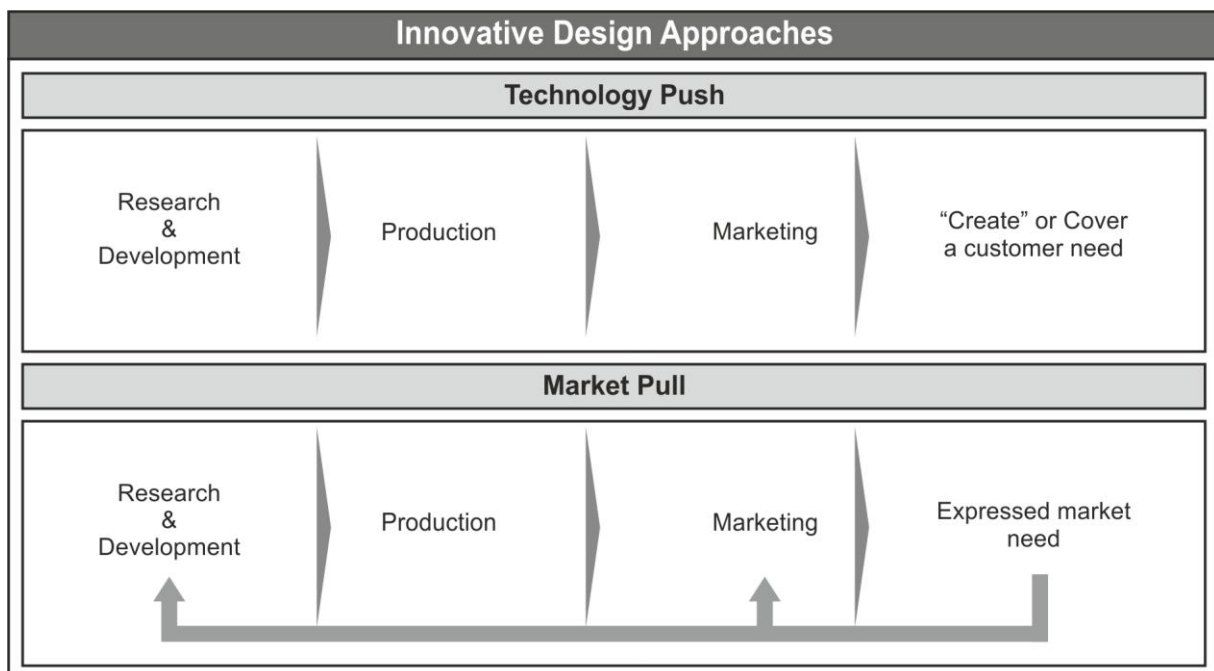 Innovative Design Approaches
Technology Push
Research
&
Development
Production
Marketing
“Create” or Cover
a customer need
Market Pull
Research
&
Development
Production
Marketing
Expressed market
need